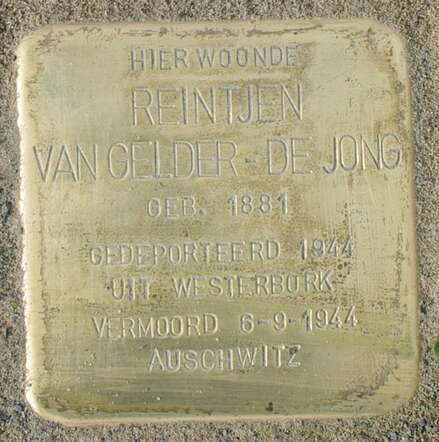 HIER WOONDE
REINTJEN
VAN GELDER-DE JONG
GEB. 1881
GEDEPORTEERD 1944
UIT WESTERBORK
VERMOORD 6-9-1944
AUSCHWITZ